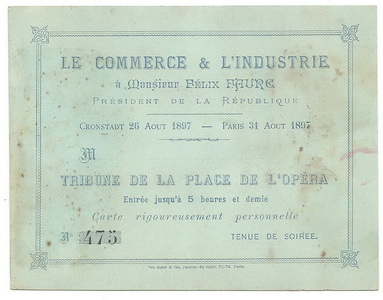 LE COMMERCE & L'INDUSTRIE
à Monsieur FÉLIX FAURE
PRÉSIDENT DE LA RÉPUBLIQUE
CRONSTADT 26 AOUT 1897 — PARIS 31 AOUT 1897
M
TRIBUNE DE LA PLACE DE L'OPÉRA
Entrée jusqu'à 5 heures et demie
Carte rigoureusement personnelle
N° 475 TENUE DE SOIRÉE.